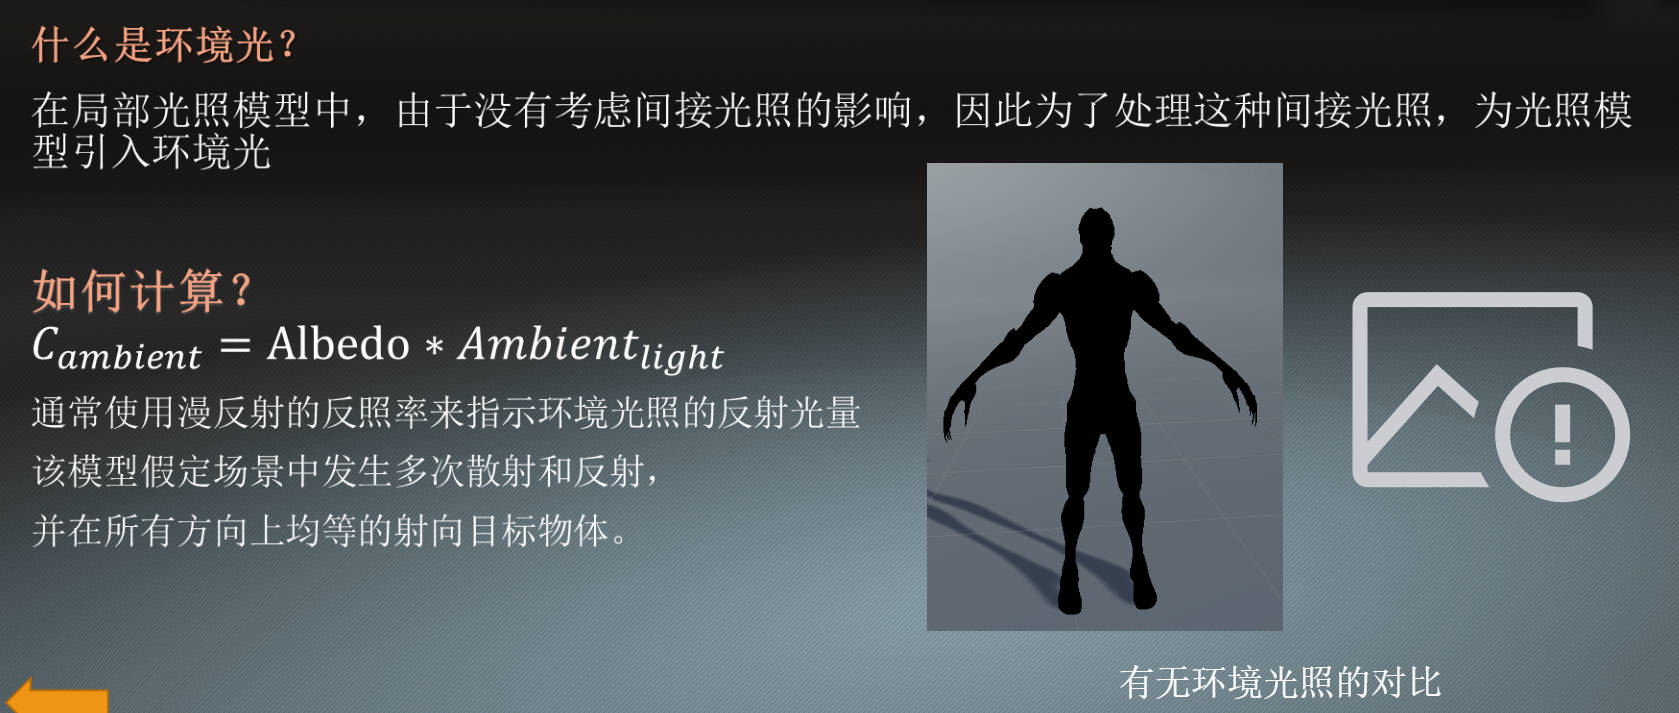 什么是环境光?
在局部光照模型中，由于没有考虑间接光照的影响，因此为了处理这种间接光照，为光照模
型引入环境光
如何计算?
C_ambient = Albedo * Ambient_light
通常使用漫反射的反照率来指示环境光照的反射光量
该模型假定场景中发生多次散射和反射，
并在所有方向上均等的射向目标物体。
有无环境光照的对比